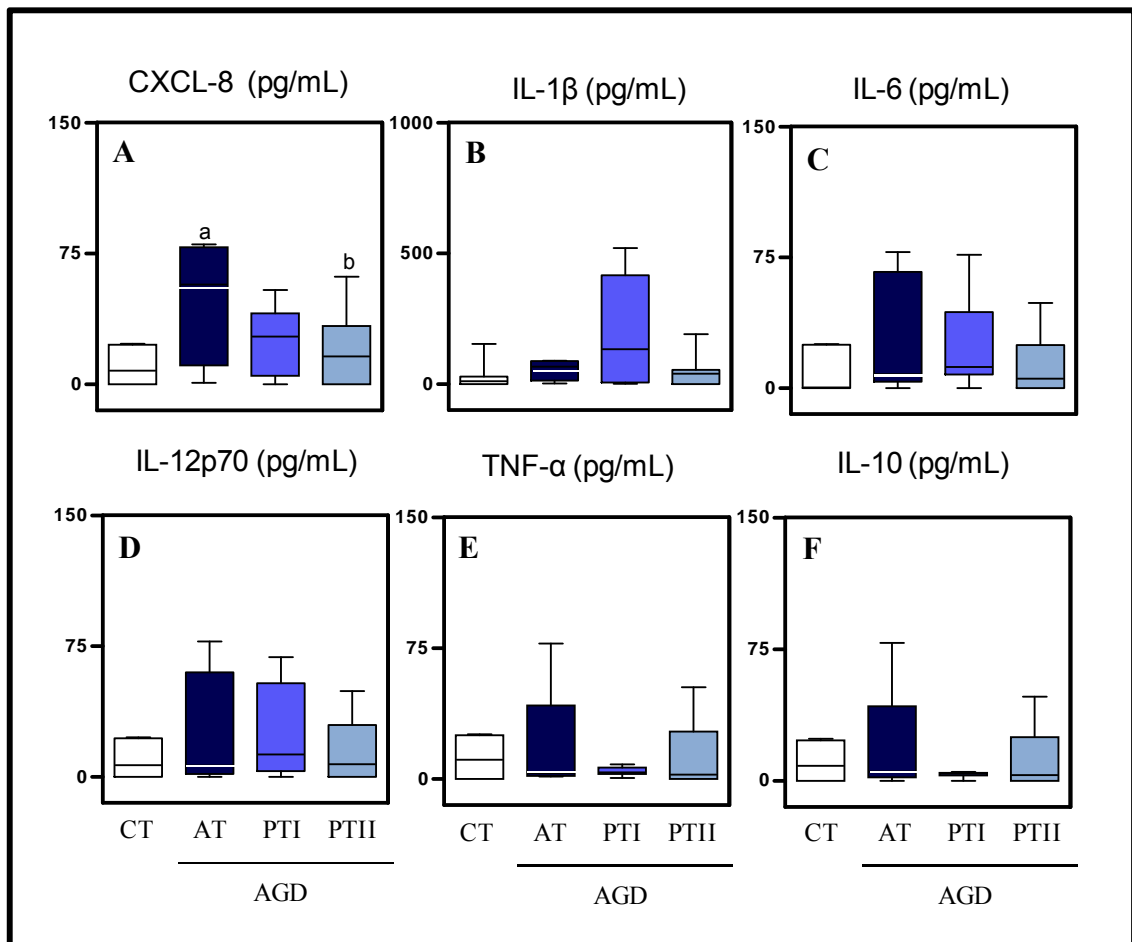 CXCL-8 (pg/mL)
IL-1β (pg/mL)
IL-6 (pg/mL)
150
75
0
A
a
b
1000
500
0
B
150
75
0
C
IL-12p70 (pg/mL)
TNF-α (pg/mL)
IL-10 (pg/mL)
150
75
0
D
150
75
0
E
150
75
0
F
CT AT PTI PTII
AGD
CT AT PTI PTII
AGD
CT AT PTI PTII
AGD